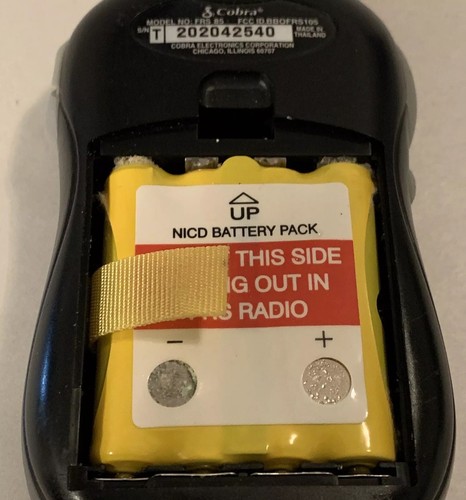 Cobra®
MODEL NO. FRS 85 FCC ID.BBOFRS105
S/N T 202042540 MADE IN THAILAND
COBRA ELECTRONICS CORPORATION
CHICAGO, ILLINOIS 60707
UP
NICD BATTERY PACK
THIS SIDE
NG OUT IN
RADIO
− +